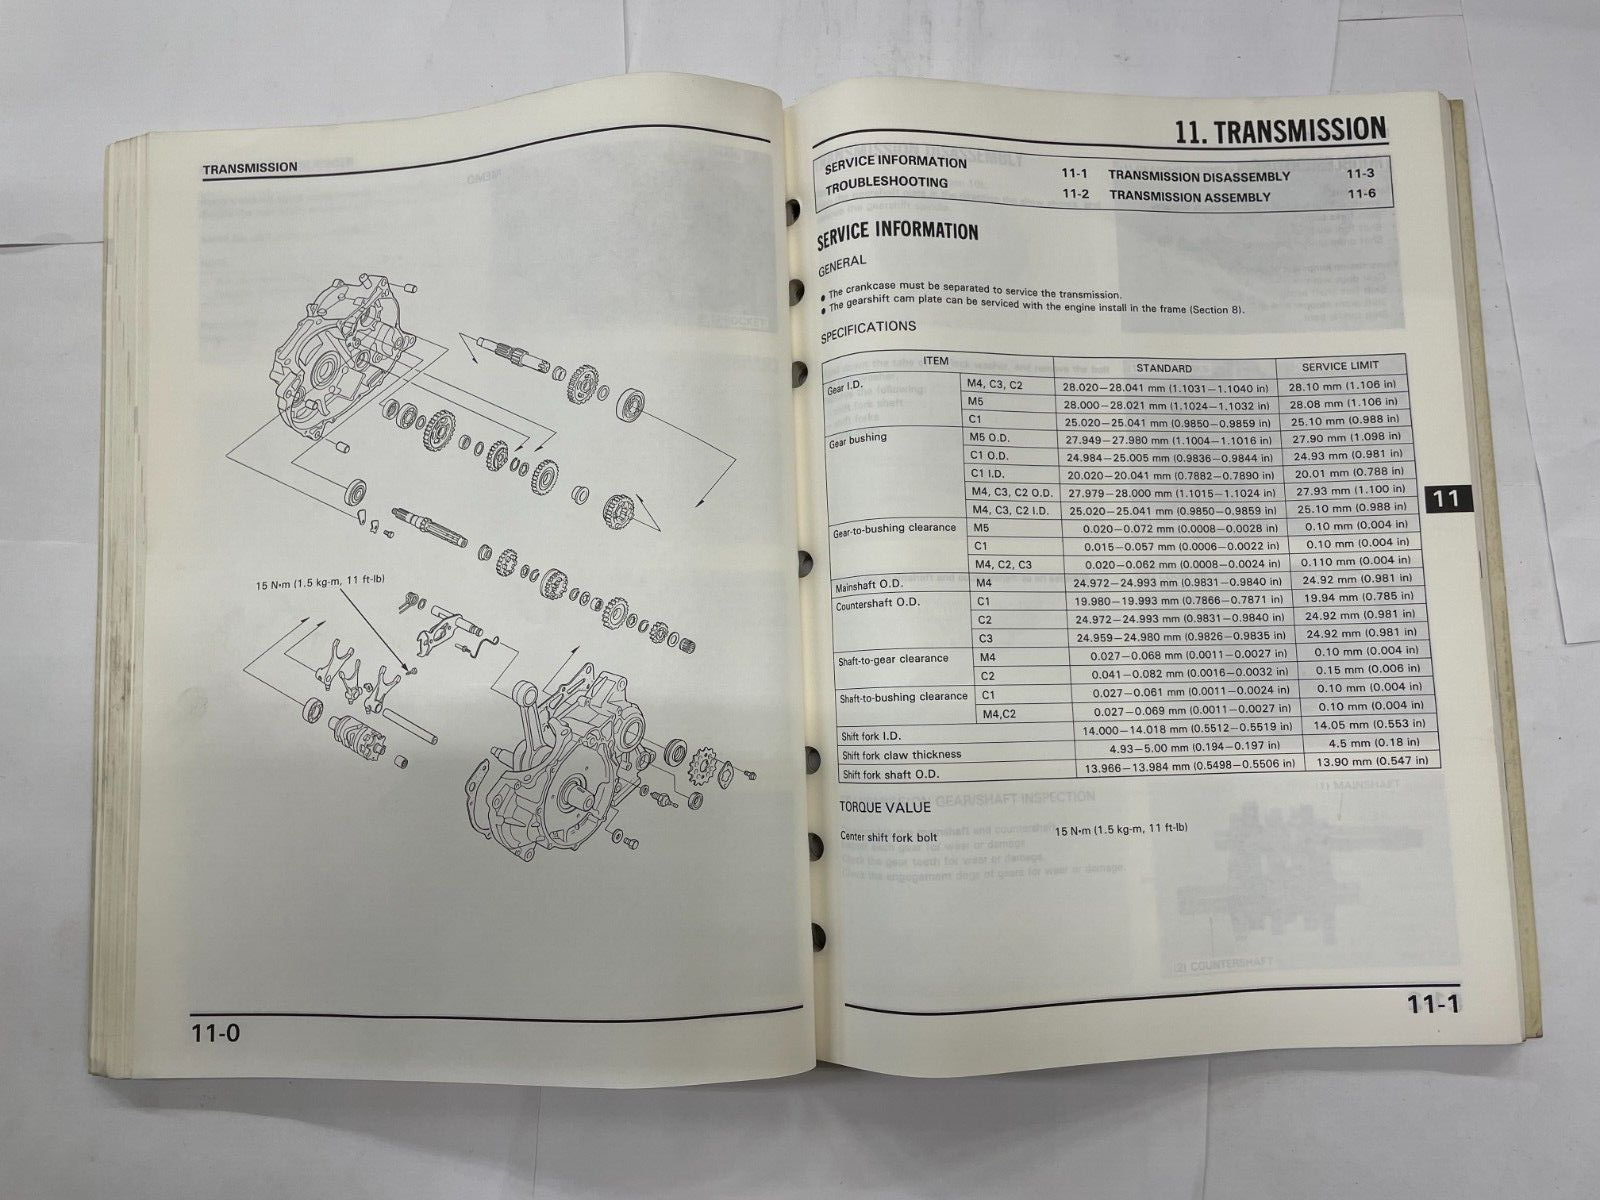 TRANSMISSION
15 N•m (1.5 kg-m, 11 ft-lb)
11-0
11. TRANSMISSION
SERVICE INFORMATION 11-1 TRANSMISSION DISASSEMBLY 11-3
TROUBLESHOOTING 11-2 TRANSMISSION ASSEMBLY 11-6
SERVICE INFORMATION
GENERAL
• The crankcase must be separated to service the transmission.
• The gearshift cam plate can be serviced with the engine install in the frame (Section 8).
SPECIFICATIONS
ITEM STANDARD SERVICE LIMIT
Gear I.D. M4, C3, C2 28.020–28.041 mm (1.1031–1.1040 in) 28.10 mm (1.106 in)
M5 28.000–28.021 mm (1.1024–1.1032 in) 28.08 mm (1.106 in)
C1 25.020–25.041 mm (0.9850–0.9859 in) 25.10 mm (0.988 in)
Gear bushing M5 O.D. 27.949–27.980 mm (1.1004–1.1016 in) 27.90 mm (1.098 in)
C1 O.D. 24.984–25.005 mm (0.9836–0.9844 in) 24.93 mm (0.981 in)
C1 I.D. 20.020–20.041 mm (0.7882–0.7890 in) 20.01 mm (0.788 in)
M4, C3, C2 O.D. 27.979–28.000 mm (1.1015–1.1024 in) 27.93 mm (1.100 in)
M4, C3, C2 I.D. 25.020–25.041 mm (0.9850–0.9859 in) 25.10 mm (0.988 in)
Gear-to-bushing clearance M5 0.020–0.072 mm (0.0008–0.0028 in) 0.10 mm (0.004 in)
C1 0.015–0.057 mm (0.0006–0.0022 in) 0.10 mm (0.004 in)
M4, C2, C3 0.020–0.062 mm (0.0008–0.0024 in) 0.110 mm (0.004 in)
Mainshaft O.D. M4 24.972–24.993 mm (0.9831–0.9840 in) 24.92 mm (0.981 in)
Countershaft O.D. C1 19.980–19.993 mm (0.7866–0.7871 in) 19.94 mm (0.785 in)
C2 24.972–24.993 mm (0.9831–0.9840 in) 24.92 mm (0.981 in)
C3 24.959–24.980 mm (0.9826–0.9835 in) 24.92 mm (0.981 in)
Shaft-to-gear clearance M4 0.027–0.068 mm (0.0011–0.0027 in) 0.10 mm (0.004 in)
C2 0.041–0.082 mm (0.0016–0.0032 in) 0.15 mm (0.006 in)
Shaft-to-bushing clearance C1 0.027–0.061 mm (0.0011–0.0024 in) 0.10 mm (0.004 in)
M4,C2 0.027–0.069 mm (0.0011–0.0027 in) 0.10 mm (0.004 in)
Shift fork I.D. 14.000–14.018 mm (0.5512–0.5519 in) 14.05 mm (0.553 in)
Shift fork claw thickness 4.93–5.00 mm (0.194–0.197 in) 4.5 mm (0.18 in)
Shift fork shaft O.D. 13.966–13.984 mm (0.5498–0.5506 in) 13.90 mm (0.547 in)
TORQUE VALUE
Center shift fork bolt 15 N•m (1.5 kg-m, 11 ft-lb)
11
11-1